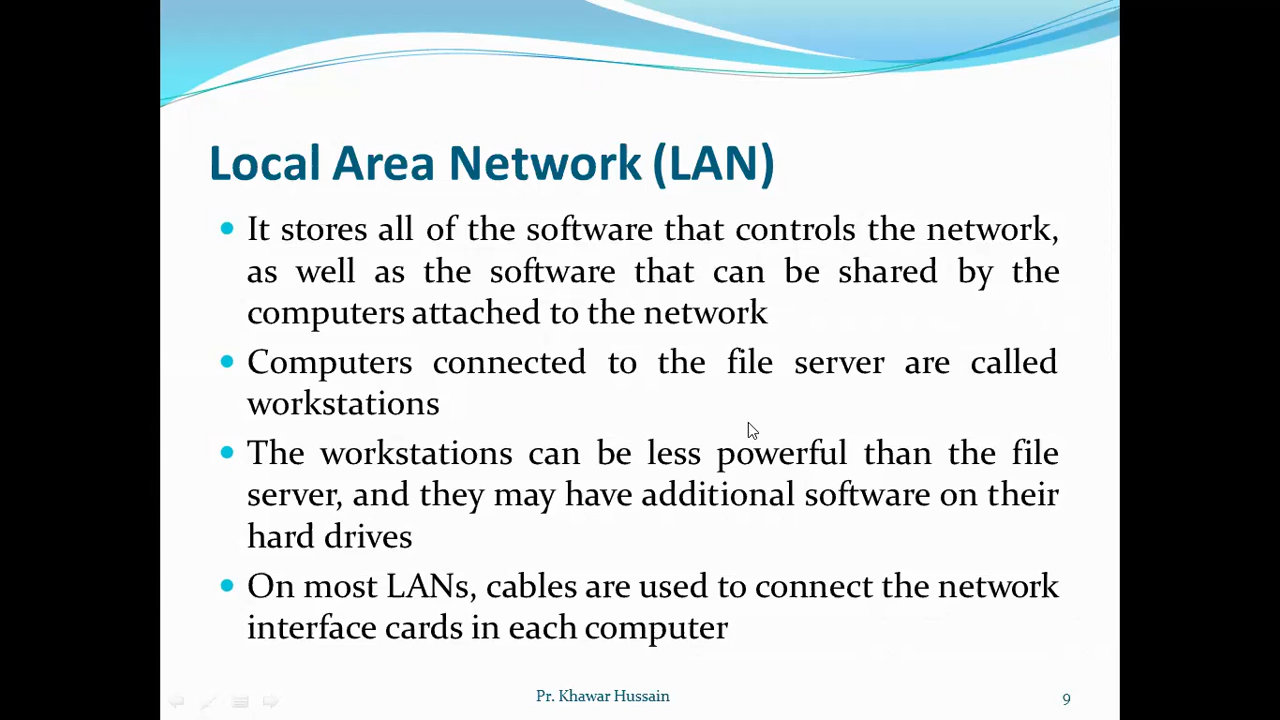 Local Area Network (LAN)
It stores all of the software that controls the network,
as well as the software that can be shared by the
computers attached to the network
Computers connected to the file server are called
workstations
The workstations can be less powerful than the file
server, and they may have additional software on their
hard drives
On most LANs, cables are used to connect the network
interface cards in each computer
Pr. Khawar Hussain
9